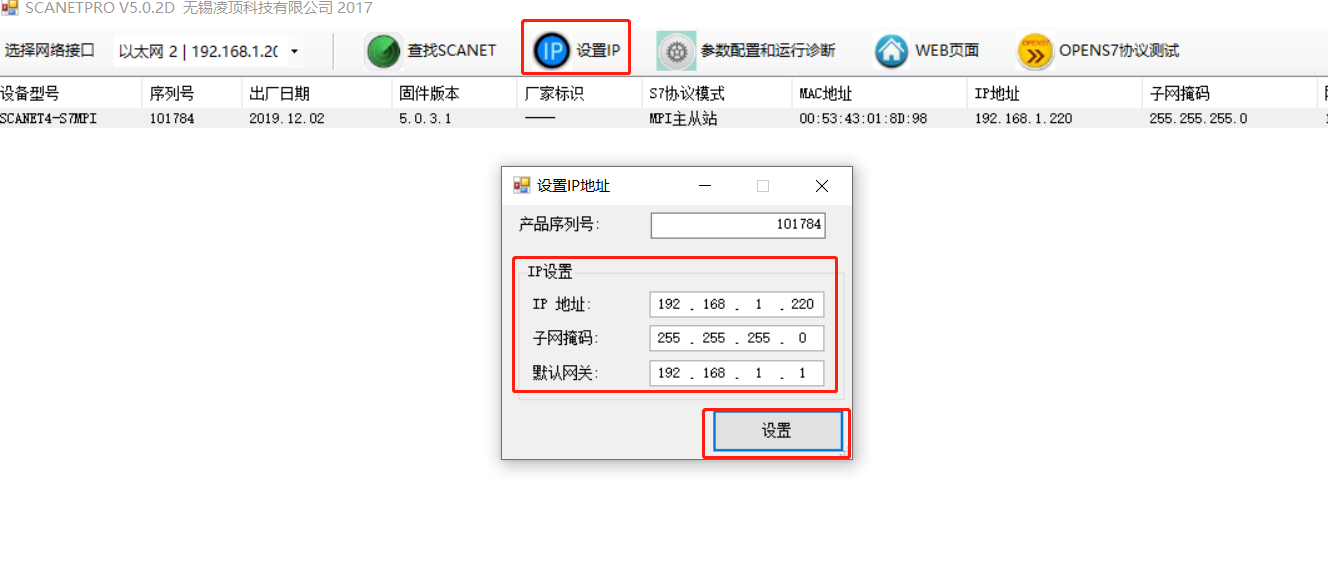 SCANETPRO V5.0.2D 无锡凌顶科技有限公司 2017
选择网络接口 以太网 2 | 192.168.1.20 查找SCANET IP 设置IP 参数配置和运行诊断 WEB页面 OPENS7 OPENS7协议测试
设备型号 序列号 出厂日期 固件版本 厂家标识 S7协议模式 MAC地址 IP地址 子网掩码
SCANET4-S7MPI 101784 2019.12.02 5.0.3.1 —— MPI主从站 00:53:43:01:8D:98 192.168.1.220 255.255.255.0
设置IP地址
产品序列号: 101784
IP设置
IP 地址: 192 . 168 . 1 . 220
子网掩码: 255 . 255 . 255 . 0
默认网关: 192 . 168 . 1 . 1
设置